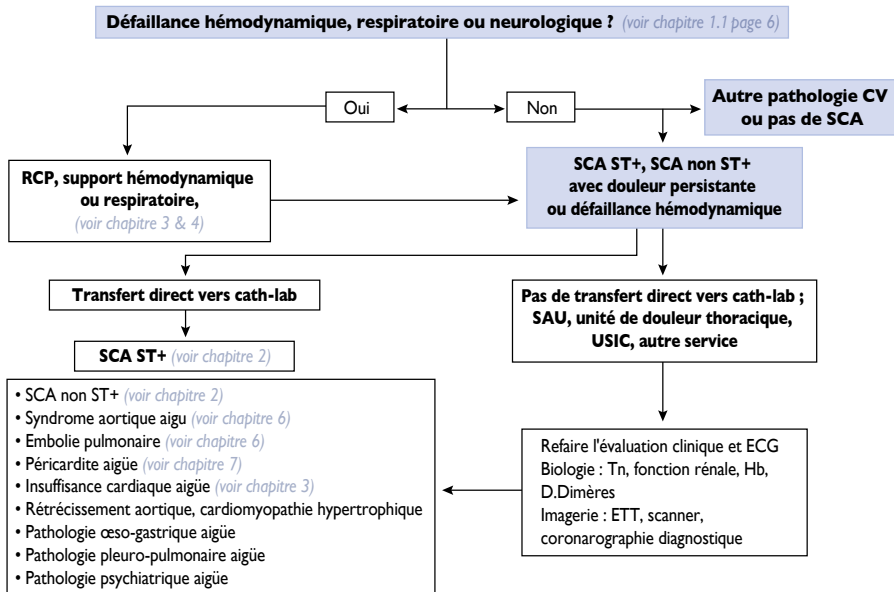 Défaillance hémodynamique, respiratoire ou neurologique ? (voir chapitre 1.1 page 6)
Oui
Non
Autre pathologie CV
ou pas de SCA
RCP, support hémodynamique
ou respiratoire,
(voir chapitre 3 & 4)
SCA ST+, SCA non ST+
avec douleur persistante
ou défaillance hémodynamique
Transfert direct vers cath-lab
Pas de transfert direct vers cath-lab ;
SAU, unité de douleur thoracique,
USIC, autre service
SCA ST+ (voir chapitre 2)
• SCA non ST+ (voir chapitre 2)
• Syndrome aortique aigu (voir chapitre 6)
• Embolie pulmonaire (voir chapitre 6)
• Péricardite aigüe (voir chapitre 7)
• Insuffisance cardiaque aigüe (voir chapitre 3)
• Rétrécissement aortique, cardiomyopathie hypertrophique
• Pathologie œso-gastrique aigüe
• Pathologie pleuro-pulmonaire aigüe
• Pathologie psychiatrique aigüe
Refaire l'évaluation clinique et ECG
Biologie : Tn, fonction rénale, Hb,
D.Dimères
Imagerie : ETT, scanner,
coronarographie diagnostique